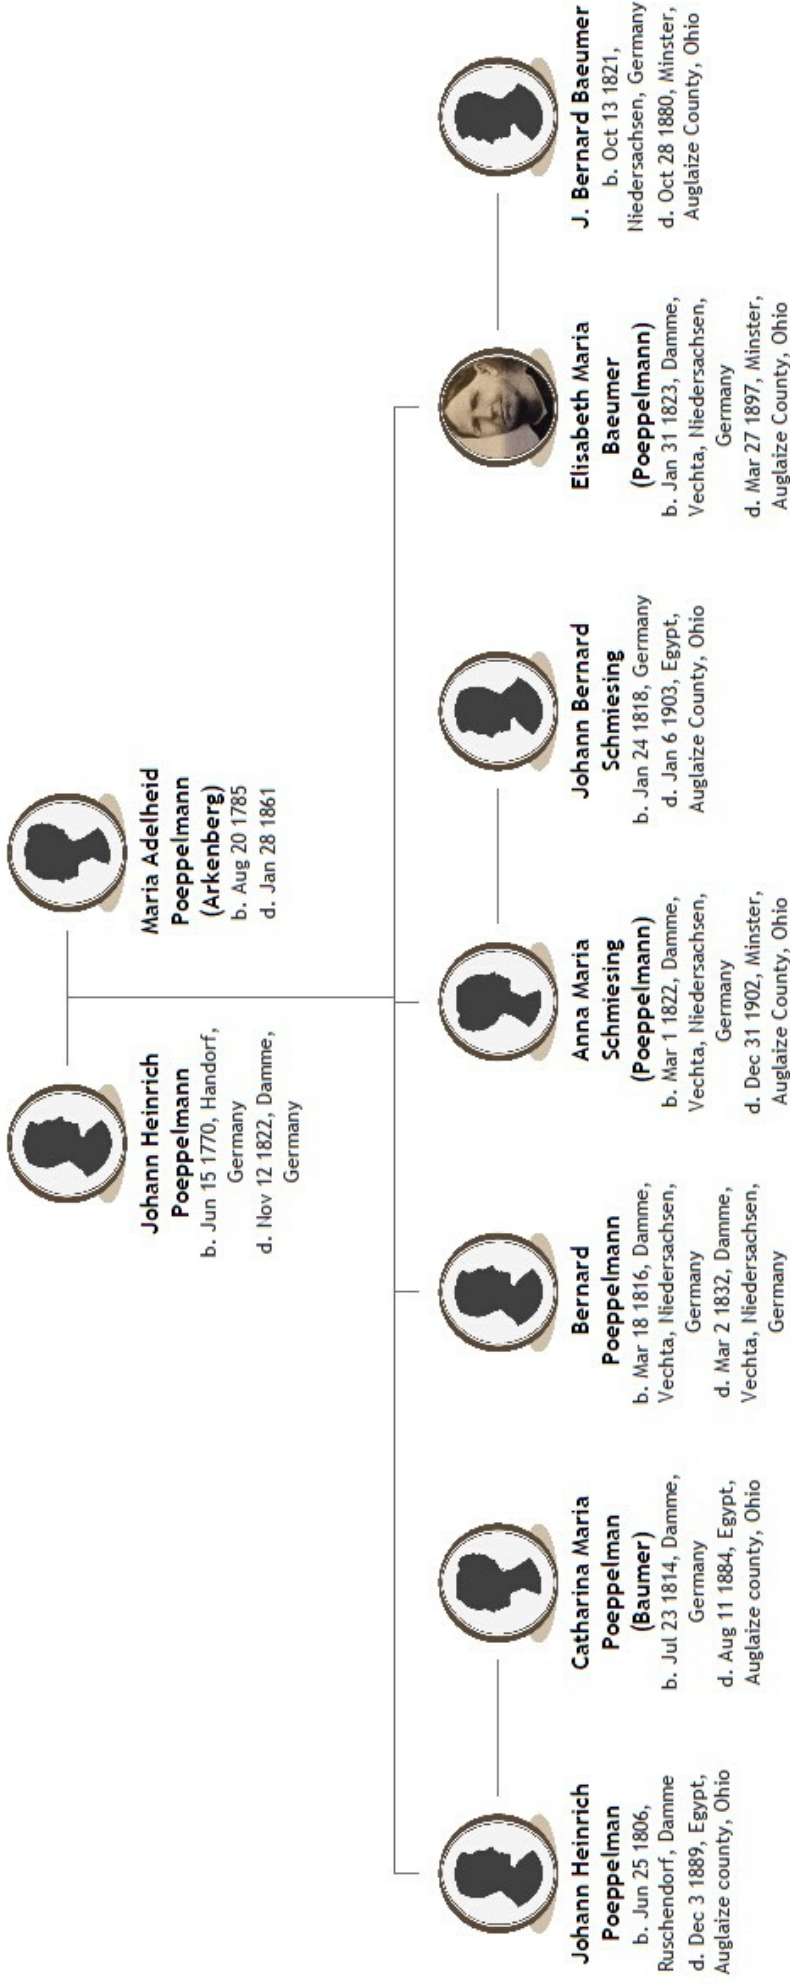 Johann Heinrich
Poeppelmann
b. Jun 15 1770, Handorf,
Germany
d. Nov 12 1822, Damme,
Germany
Maria Adelheid
Poeppelmann
(Arkenberg)
b. Aug 20 1785
d. Jan 28 1861
Johann Heinrich
Poeppelman
b. Jun 25 1806,
Ruschendorf, Damme
d. Dec 3 1889, Egypt,
Auglaize county, Ohio
Catharina Maria
Poeppelman
(Baumer)
b. Jul 23 1814, Damme,
Germany
d. Aug 11 1884, Egypt,
Auglaize county, Ohio
Bernard
Poeppelmann
b. Mar 18 1816, Damme,
Vechta, Niedersachsen,
Germany
d. Mar 2 1832, Damme,
Vechta, Niedersachsen,
Germany
Anna Maria
Schmiesing
(Poeppelmann)
b. Mar 1 1822, Damme,
Vechta, Niedersachsen,
Germany
d. Dec 31 1902, Minster,
Auglaize County, Ohio
Johann Bernard
Schmiesing
b. Jan 24 1818, Germany
d. Jan 6 1903, Egypt,
Auglaize County, Ohio
Elisabeth Maria
Baeumer
(Poeppelmann)
b. Jan 31 1823, Damme,
Vechta, Niedersachsen,
Germany
d. Mar 27 1897, Minster,
Auglaize County, Ohio
J. Bernard Baeumer
b. Oct 13 1821,
Niedersachsen, Germany
d. Oct 28 1880, Minster,
Auglaize County, Ohio